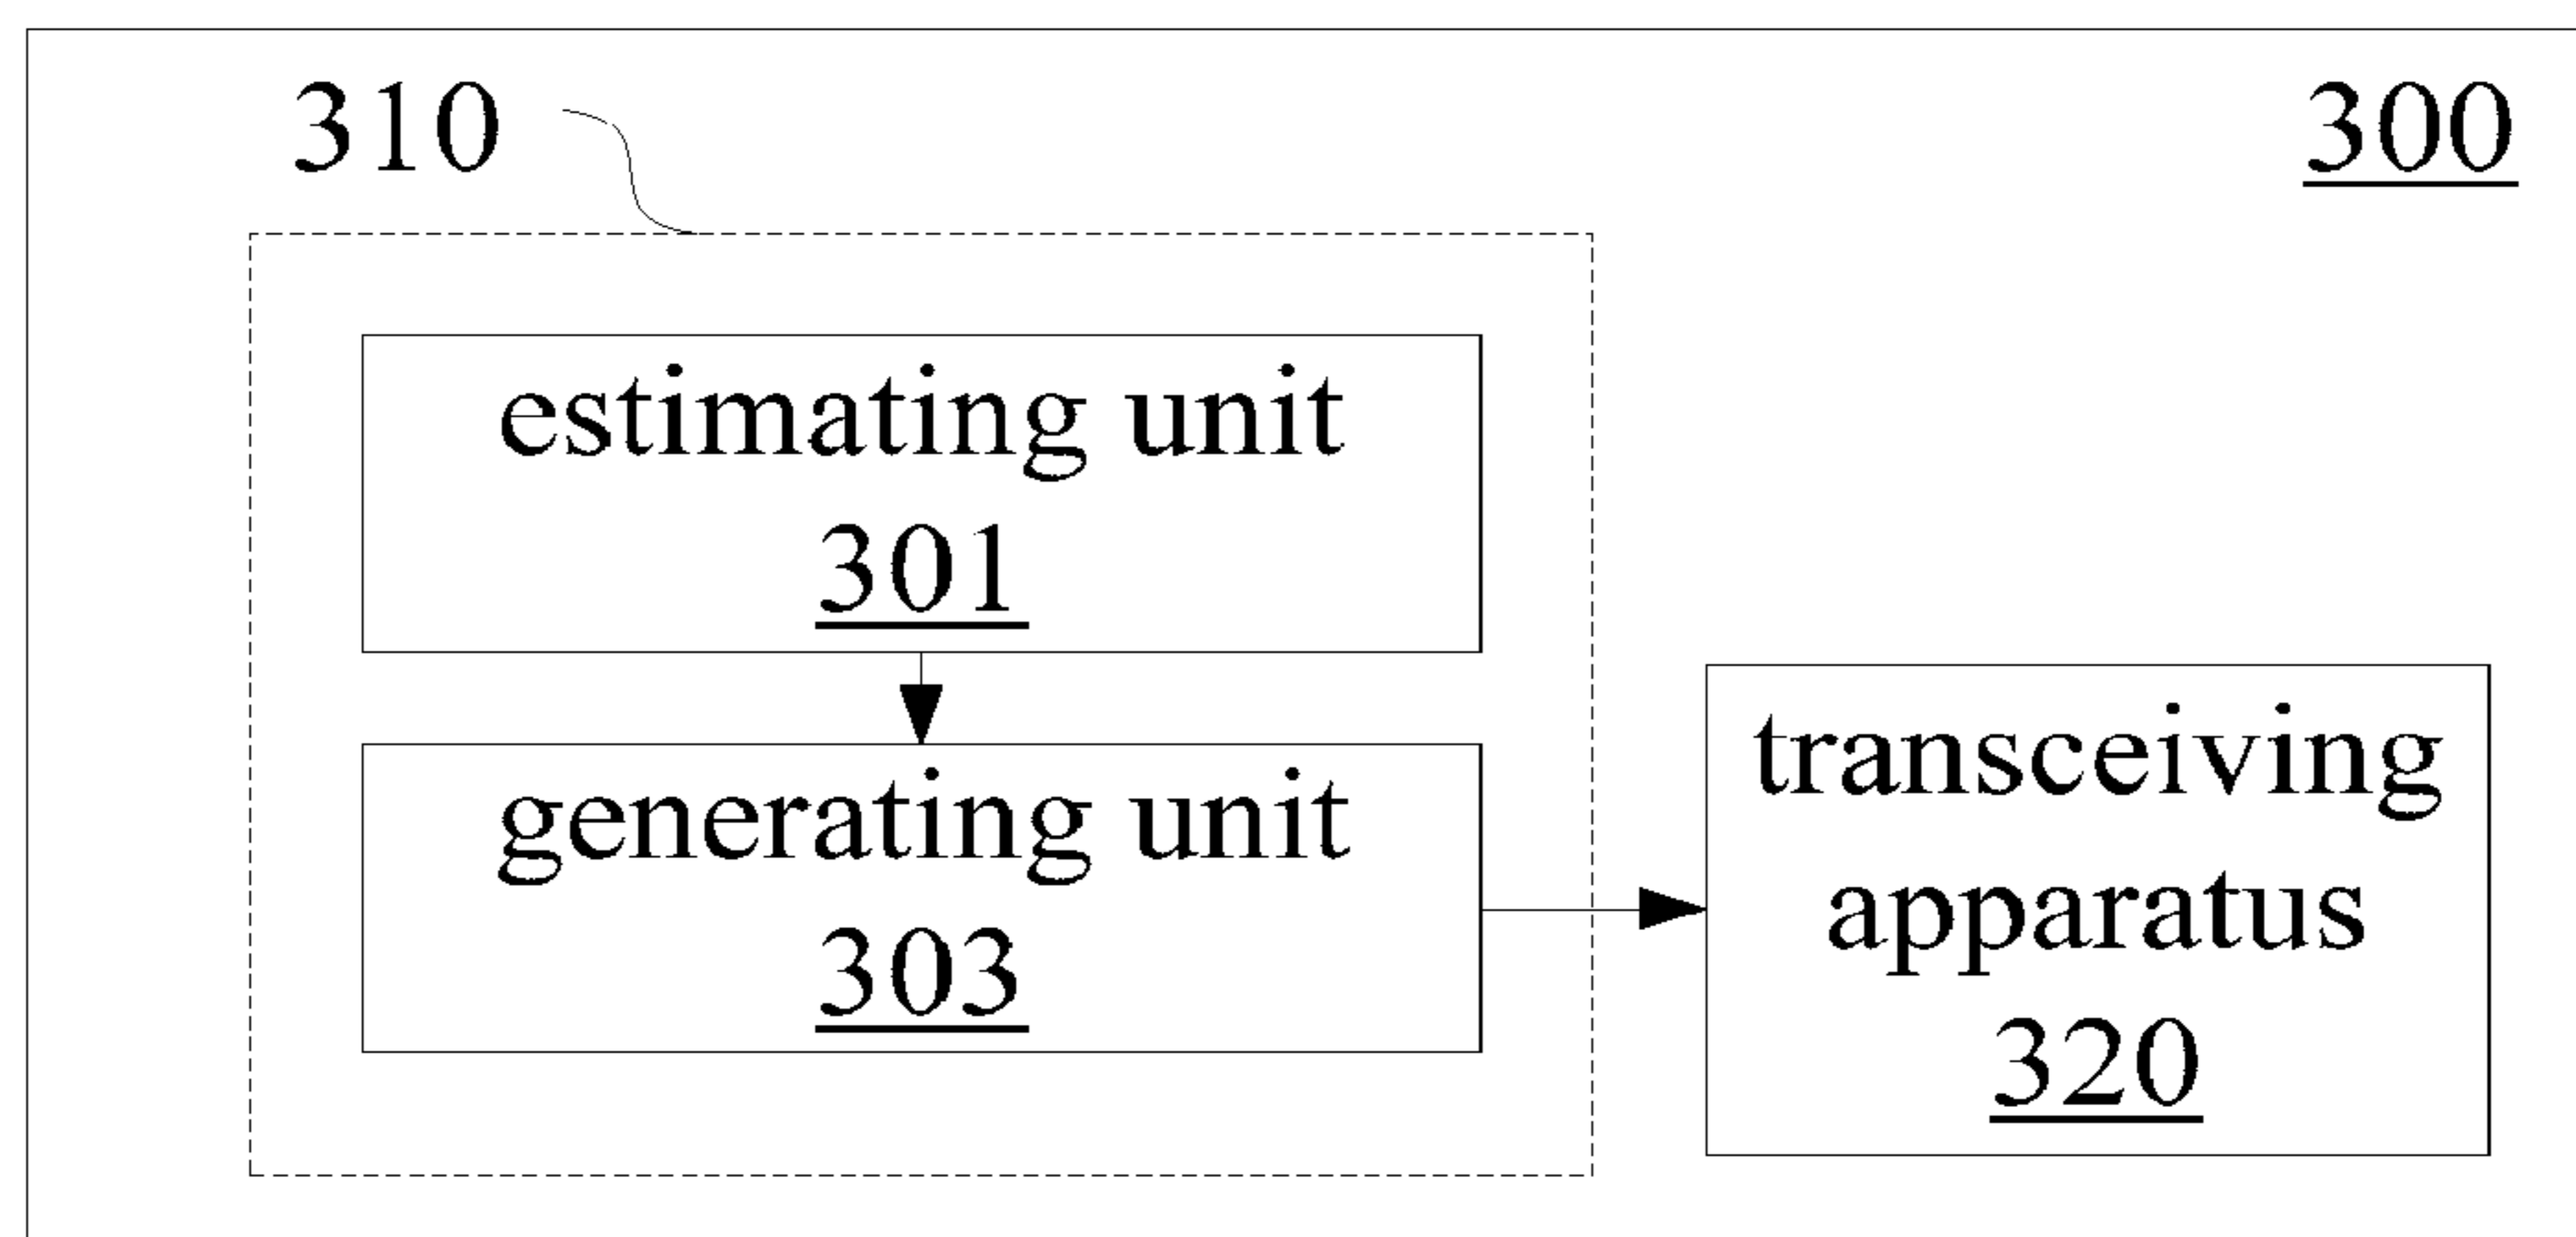 310
300
estimating unit
301
generating unit
303
transceiving
apparatus
320